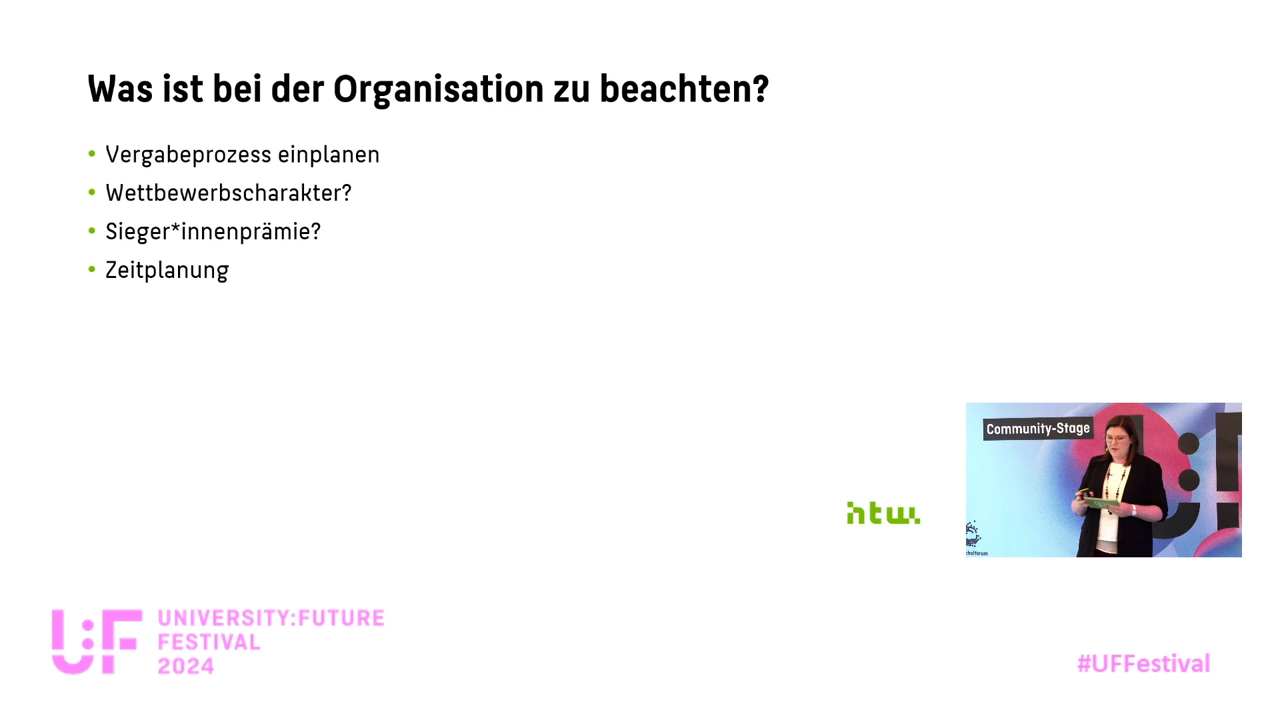 Was ist bei der Organisation zu beachten?
• Vergabeprozess einplanen
• Wettbewerbscharakter?
• Sieger*innenprämie?
• Zeitplanung
Community-Stage
htw.
U:F
UNIVERSITY:FUTURE
FESTIVAL
2024
#UFFestival